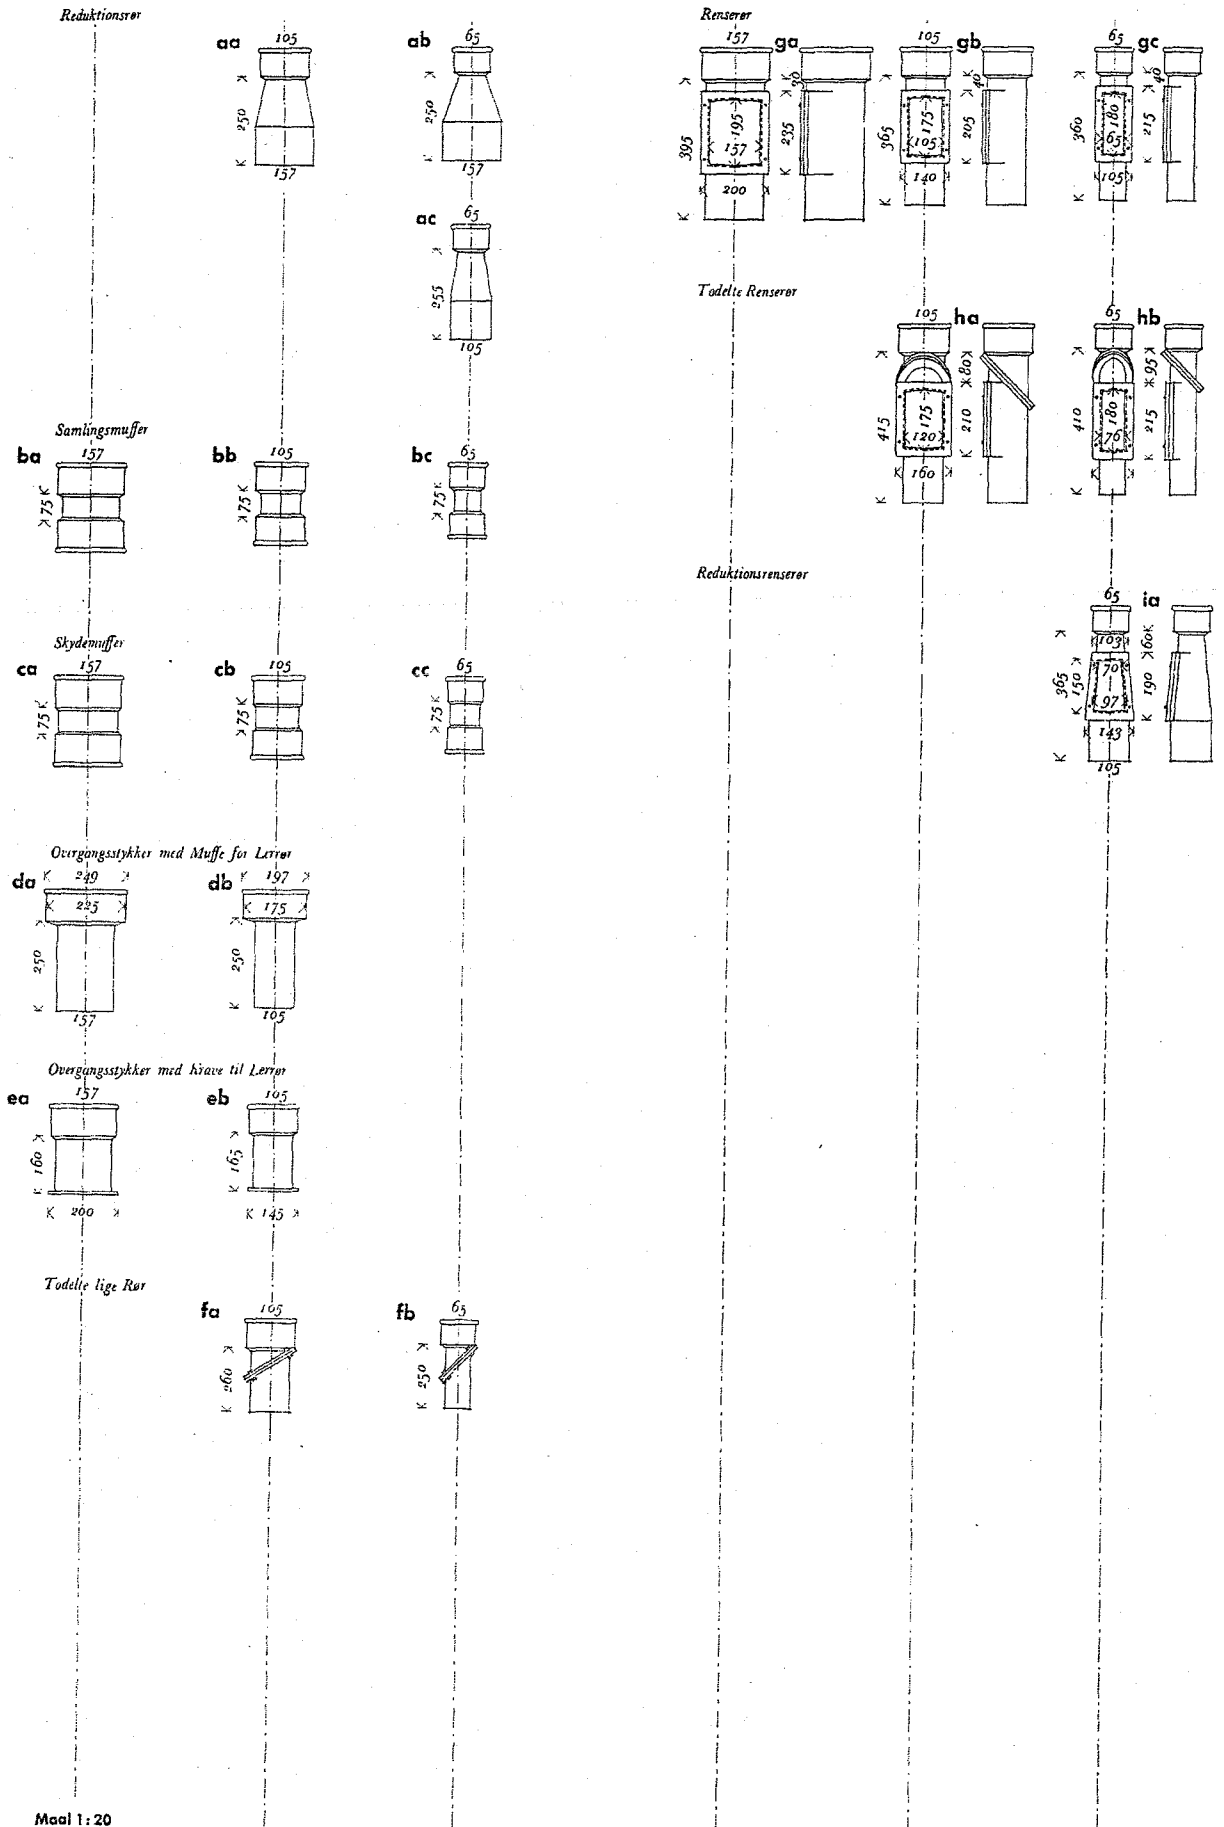 Reduktionsrør
aa
105
250
157
ab
65
250
157
ac
65
255
105
Samlingsmuffer
ba
157
75
bb
105
75
bc
65
75
Skydemuffer
ca
157
75
cb
105
75
cc
65
75
Overgangsstykker med Muffe for Lerrør
da
249
225
250
157
db
197
175
250
105
Overgangsstykker med Krave til Lerrør
ea
157
160
200
eb
105
165
145
Todelte lige Rør
fa
105
260
fb
65
250
Renserør
157
ga
395
195
157
200
30
235
105
gb
365
175
105
140
40
205
65
gc
360
180
65
105
40
215
Todelte Renserør
105
ha
415
175
120
160
80
210
65
hb
410
180
76
95
215
Reduktionsrenserør
65
ia
103
365
150
70
97
143
105
60
190
Maal 1:20